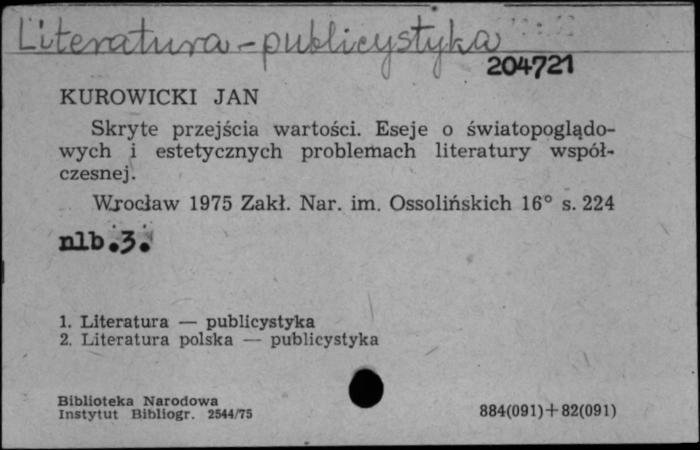 Literatura - publicystyka
204721
KUROWICKI JAN
Skryte przejścia wartości. Eseje o światopoglądo-
wych i estetycznych problemach literatury współ-
czesnej.
Wrocław 1975 Zakł. Nar. im. Ossolińskich 16° s. 224
nlb.3.
1. Literatura — publicystyka
2. Literatura polska — publicystyka
Biblioteka Narodowa
Instytut Bibliogr. 2544/75
884(091)+82(091)